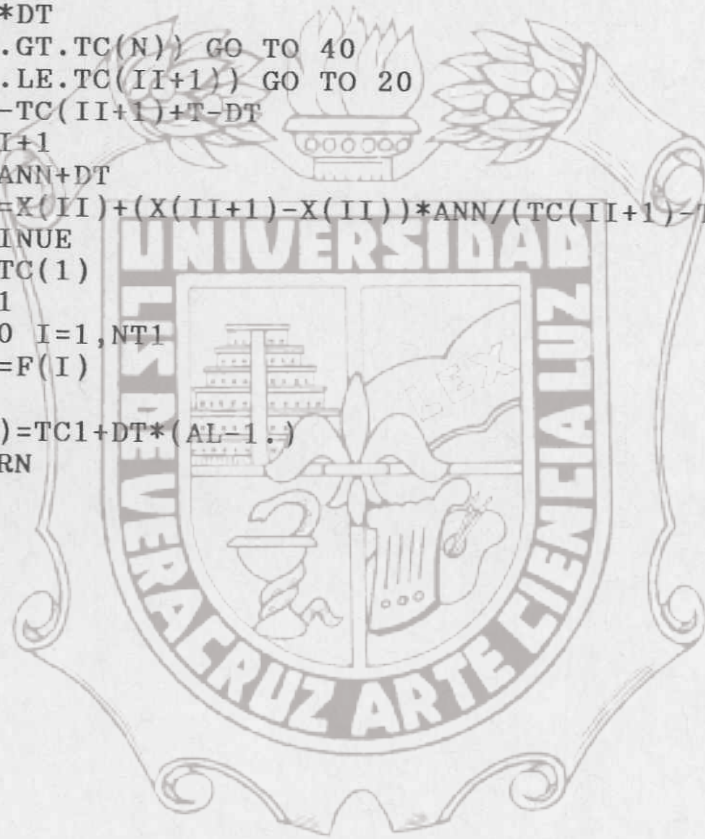 *DT
.GT.TC(N)) GO TO 40
.LE.TC(II+1)) GO TO 20
-TC(II+1)+T-DT
I+1
ANN+DT
=X(II)+(X(II+1)-X(II))*ANN/(TC(II+1)-T
INUE
TC(1)
1
0 I=1,NT1
=F(I)
)=TC1+DT*(AL-1.)
RN
UNIVERSIDAD
LIS DE VERACRUZ ARTE CIENCIA LUZ
LEX